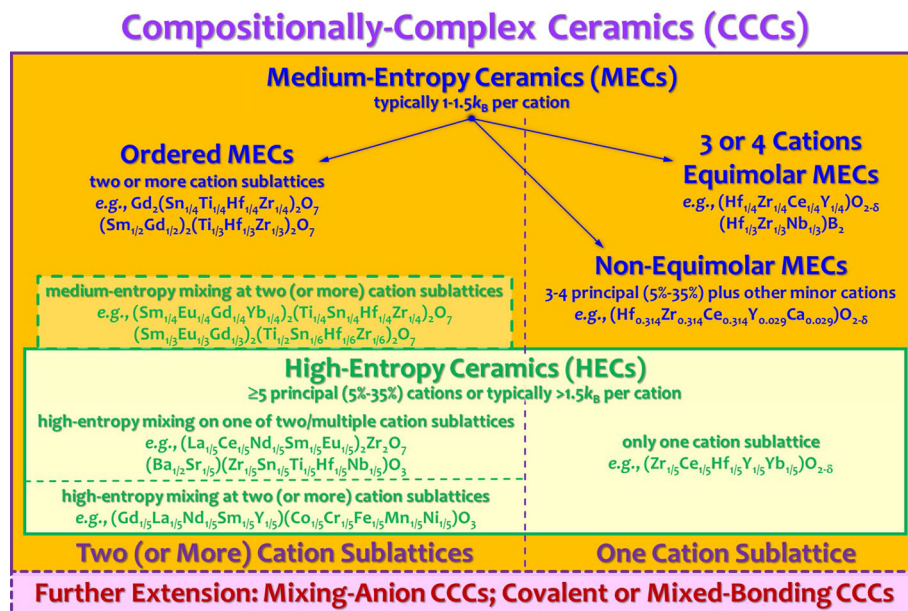 Compositionally-Complex Ceramics (CCCs)
Medium-Entropy Ceramics (MECs)
typically 1-1.5k_B per cation
Ordered MECs
two or more cation sublattices
e.g., Gd₂(Sn₁/₄Ti₁/₄Hf₁/₄Zr₁/₄)₂O₇
(Sm₁/₂Gd₁/₂)₂(Ti₁/₃Hf₁/₃Zr₁/₃)₂O₇
3 or 4 Cations
Equimolar MECs
e.g., (Hf₁/₄Zr₁/₄Ce₁/₄Y₁/₄)O₂-δ
(Hf₁/₃Zr₁/₃Nb₁/₃)B₂
Non-Equimolar MECs
3-4 principal (5%-35%) plus other minor cations
e.g., (Hf₀.₃₁₄Zr₀.₃₁₄Ce₀.₃₁₄Y₀.₀₂₉Ca₀.₀₂₉)O₂-δ
medium-entropy mixing at two (or more) cation sublattices
e.g., (Sm₁/₄Eu₁/₄Gd₁/₄Yb₁/₄)₂(Ti₁/₄Sn₁/₄Hf₁/₄Zr₁/₄)₂O₇
(Sm₁/₃Eu₁/₃Gd₁/₃)₂(Ti₁/₂Sn₁/₆Hf₁/₆Zr₁/₆)₂O₇
High-Entropy Ceramics (HECs)
≥5 principal (5%-35%) cations or typically >1.5k_B per cation
high-entropy mixing on one of two/multiple cation sublattices
e.g., (La₁/₅Ce₁/₅Nd₁/₅Sm₁/₅Eu₁/₅)₂Zr₂O₇
(Ba₁/₂Sr₁/₅)(Zr₁/₅Sn₁/₅Ti₁/₅Hf₁/₅Nb₁/₅)O₃
only one cation sublattice
e.g., (Zr₁/₅Ce₁/₅Hf₁/₅Y₁/₅Yb₁/₅)O₂-δ
high-entropy mixing at two (or more) cation sublattices
e.g., (Gd₁/₅La₁/₅Nd₁/₅Sm₁/₅Y₁/₅)(Co₁/₅Cr₁/₅Fe₁/₅Mn₁/₅Ni₁/₅)O₃
Two (or More) Cation Sublattices
One Cation Sublattice
Further Extension: Mixing-Anion CCCs; Covalent or Mixed-Bonding CCCs